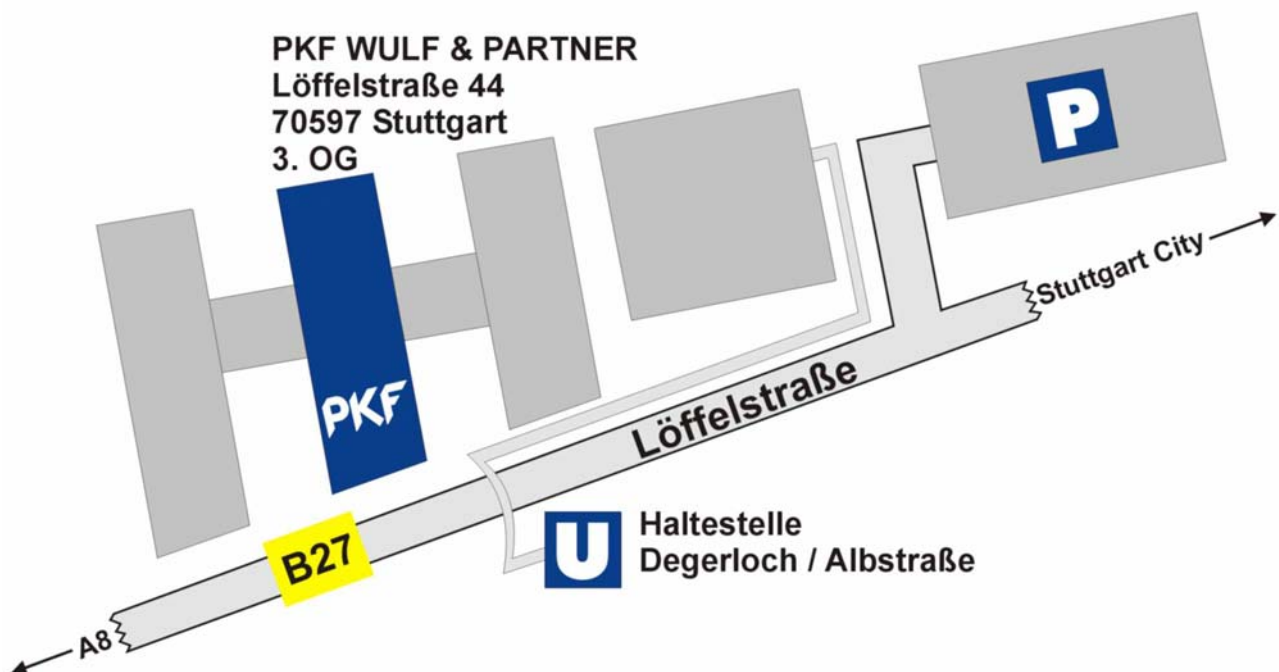 PKF WULF & PARTNER
Löffelstraße 44
70597 Stuttgart
3. OG
P
Stuttgart City
PKF
Löffelstraße
B27
U
Haltestelle
Degerloch / Albstraße
A8